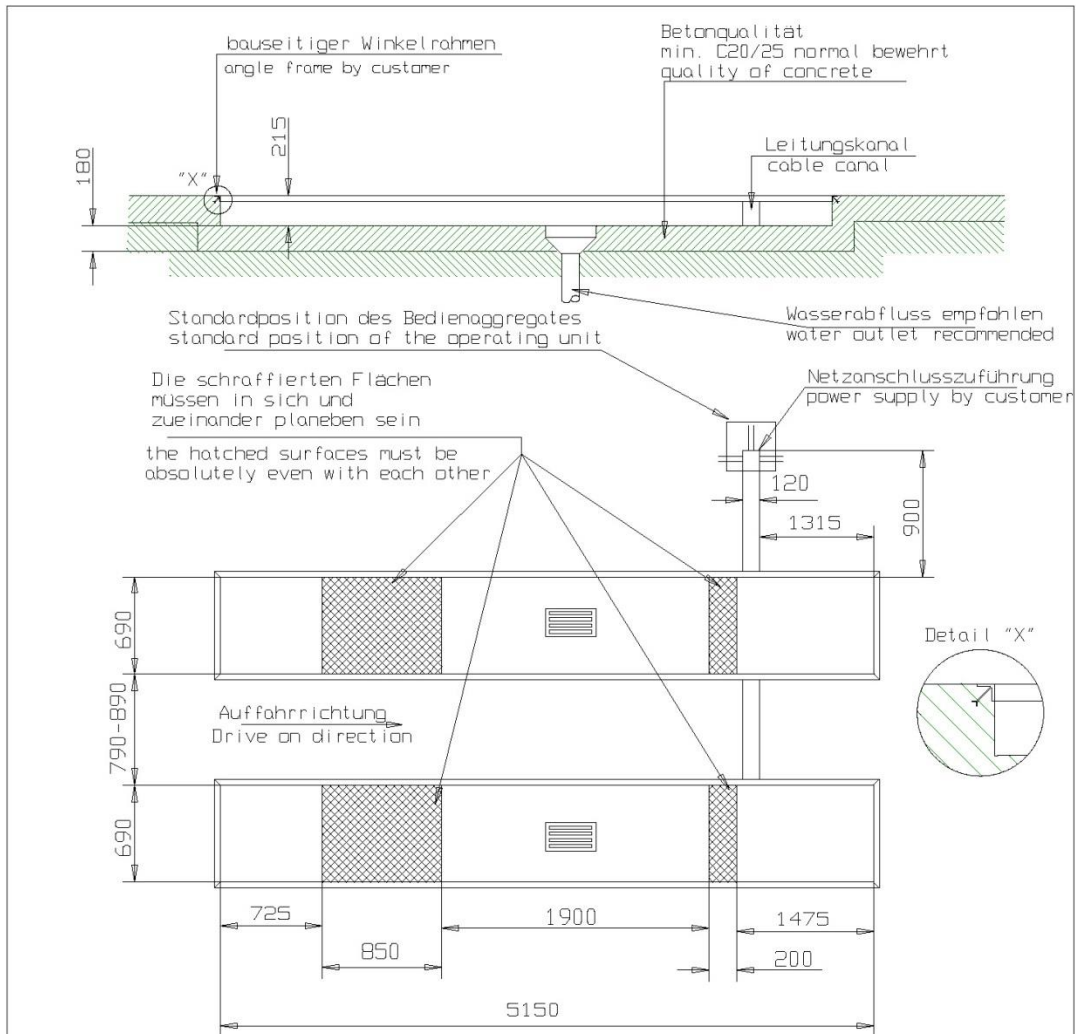 bauseitiger Winkelrahmen
angle frame by customer
Betonqualität
min. C20/25 normal bewehrt
quality of concrete
215
180
"X"
Leitungskanal
cable canal
Standardposition des Bedienaggregates
standard position of the operating unit
Wasserabfluss empfohlen
water outlet recommended
Die schraffierten Flächen
müssen in sich und
zueinander planeben sein
the hatched surfaces must be
absolutely even with each other
Netzanschlusszuführung
power supply by customer
120
1315
900
690
790-890
690
Auffahrrichtung
Drive on direction
Detail "X"
725
850
1900
200
1475
5150